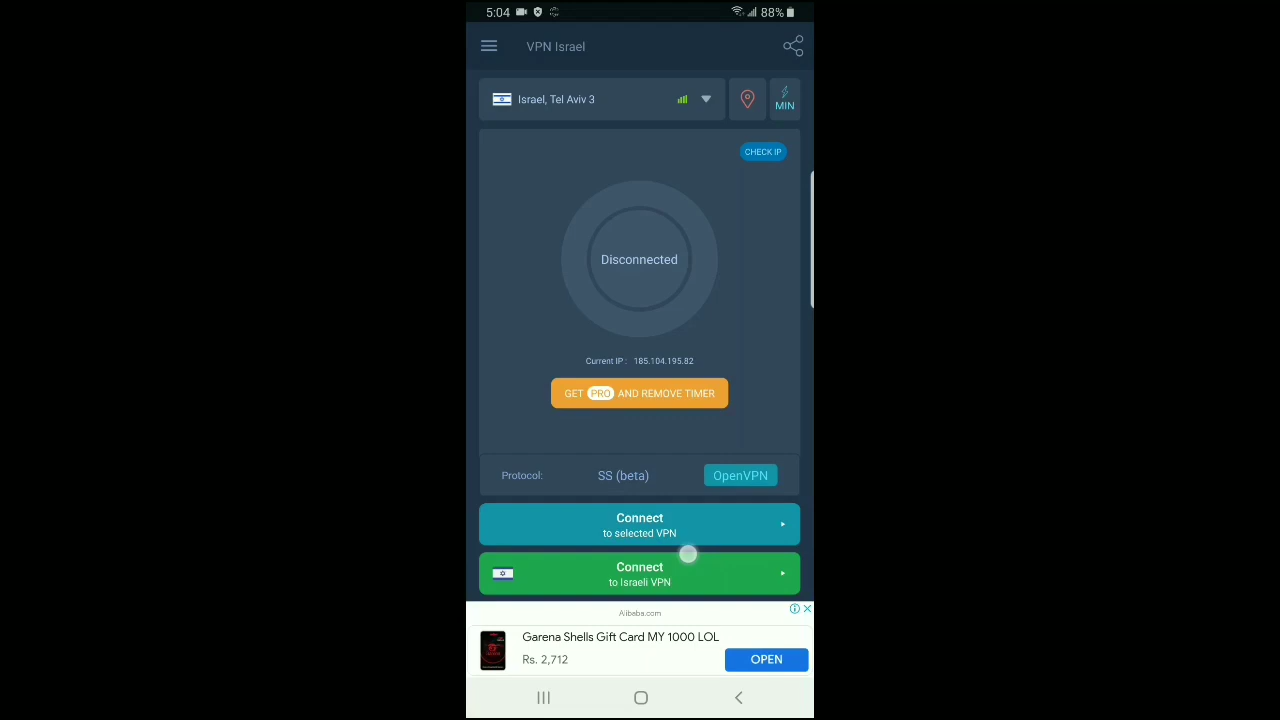 5:04 88%
VPN Israel
Israel, Tel Aviv 3
MIN
CHECK IP
Disconnected
Current IP : 185.104.195.82
GET PRO AND REMOVE TIMER
Protocol: SS (beta) OpenVPN
Connect
to selected VPN
Connect
to Israeli VPN
Alibaba.com
Garena Shells Gift Card MY 1000 LOL
Rs. 2,712
OPEN